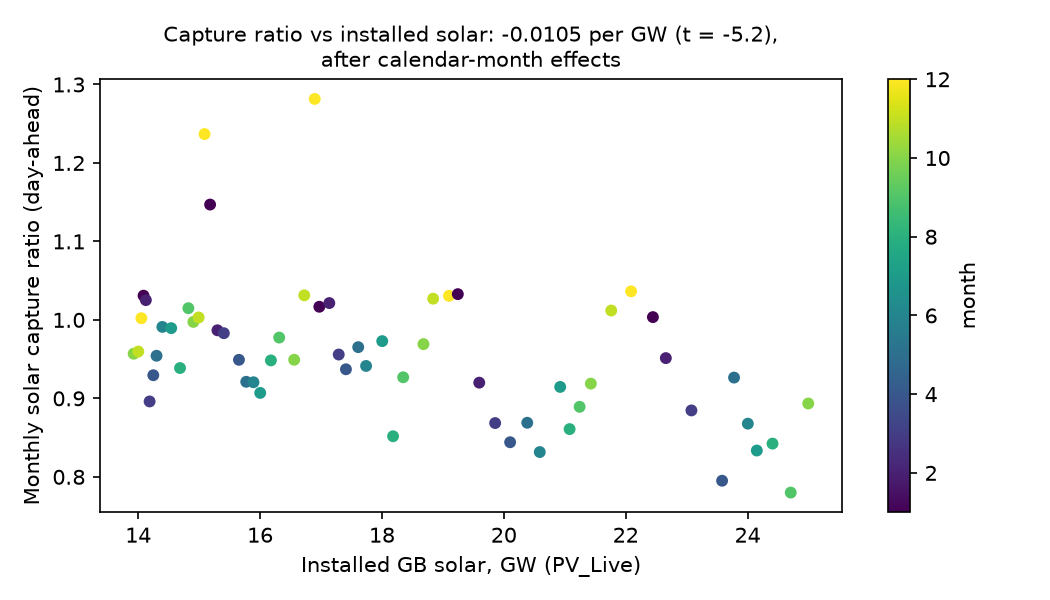 Capture ratio vs installed solar: -0.0105 per GW (t = -5.2),
after calendar-month effects
Monthly solar capture ratio (day-ahead)
1.3
1.2
1.1
1.0
0.9
0.8
14 16 18 20 22 24
Installed GB solar, GW (PV_Live)
12
10
8
6
4
2
month